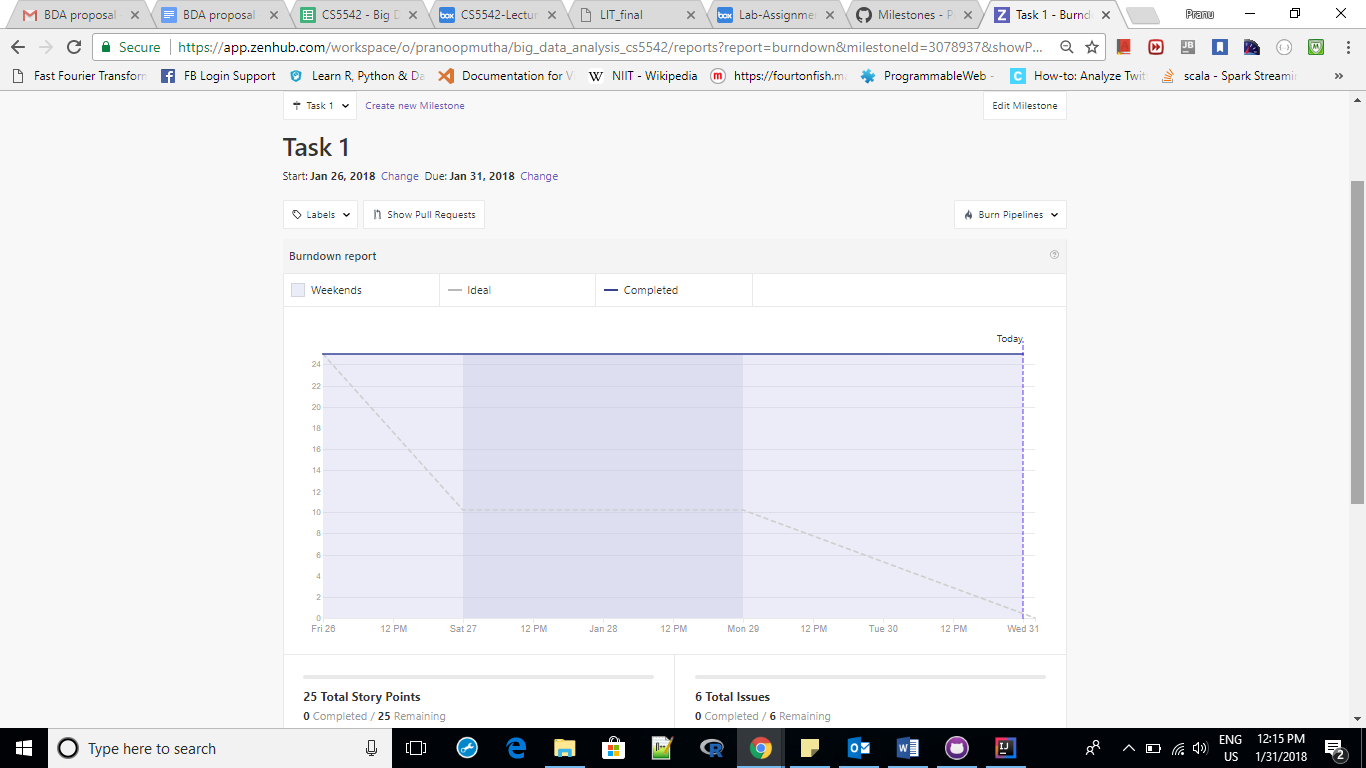 BDA proposal
BDA proposal -
CS5542 - Big D
CS5542-Lectur
LIT_final
Lab-Assignme
Milestones - P
Task 1 - Burnd
Pranu
Secure
https://app.zenhub.com/workspace/o/pranoopmutha/big_data_analysis_cs5542/reports?report=burndown&milestoneId=3078937&showP...
Fast Fourier Transform
FB Login Support
Learn R, Python & Da
Documentation for V
W NIIT - Wikipedia
https://fourtonfish.ma
ProgrammableWeb -
C How-to: Analyze Twit
scala - Spark Streami
»
Task 1
Create new Milestone
Edit Milestone
Task 1
Start: Jan 26, 2018 Change Due: Jan 31, 2018 Change
Labels
Show Pull Requests
Burn Pipelines
Burndown report
Weekends
Ideal
Completed
Today
24
22
20
18
16
14
12
10
8
6
4
2
0
Fri 26 12 PM Sat 27 12 PM Jan 28 12 PM Mon 29 12 PM Tue 30 12 PM Wed 31
25 Total Story Points
0 Completed / 25 Remaining
6 Total Issues
0 Completed / 6 Remaining
Type here to search
ENG
US
12:15 PM
1/31/2018
2